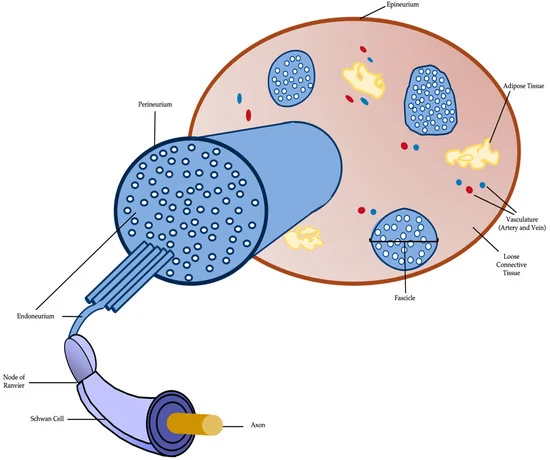 Epineurium
Adipose Tissue
Perineurium
Vasculature
(Artery and Vein)
Loose
Connective
Tissue
Fascicle
Endoneurium
Node of
Ranvier
Schwan Cell
Axon